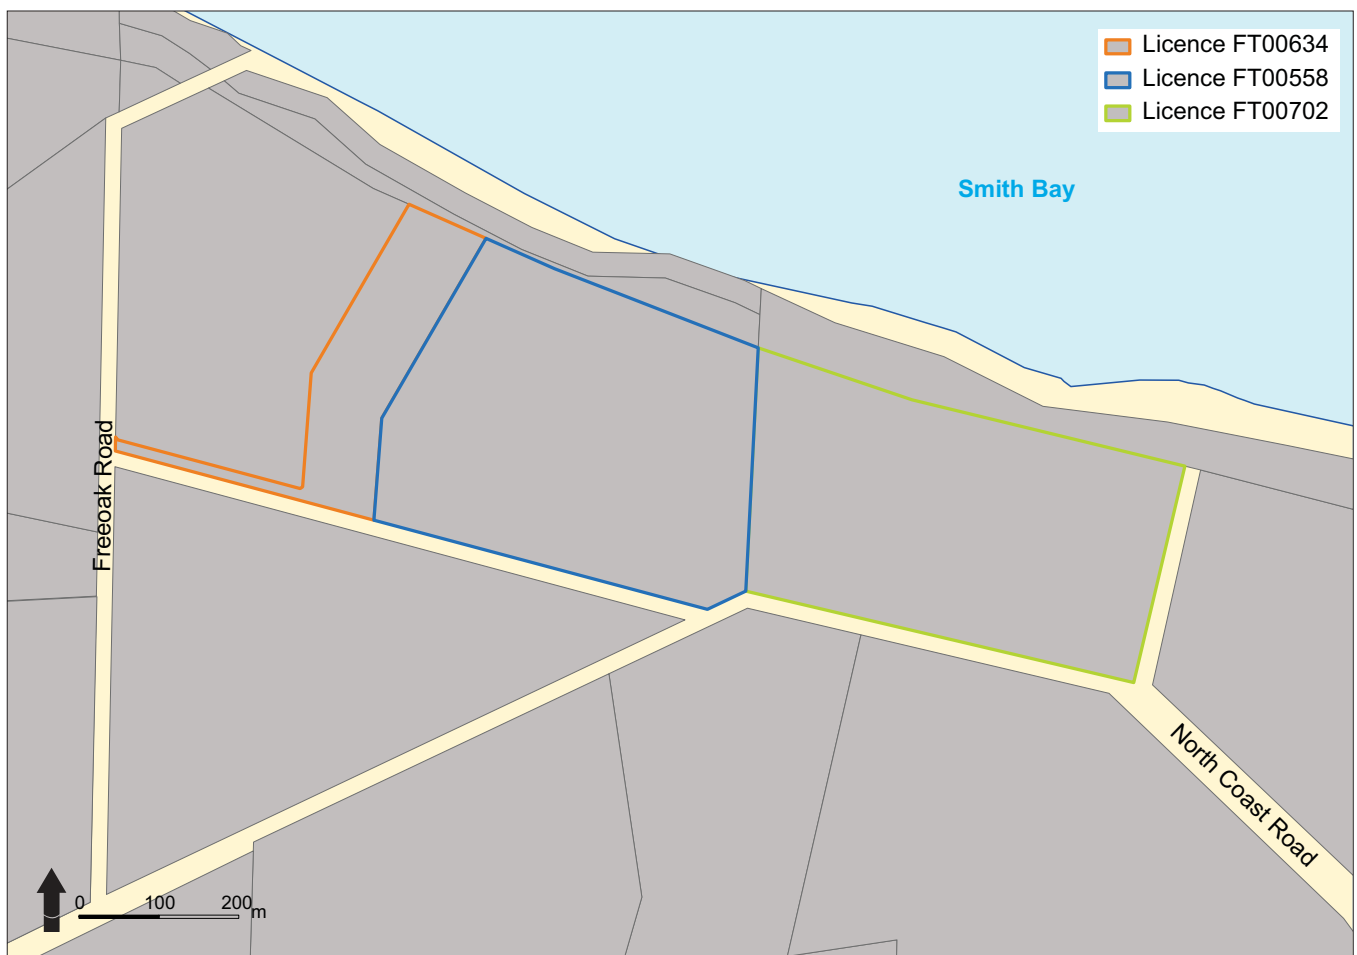 Licence FT00634
Licence FT00558
Licence FT00702
Smith Bay
Freeoak Road
North Coast Road
0 100 200 m